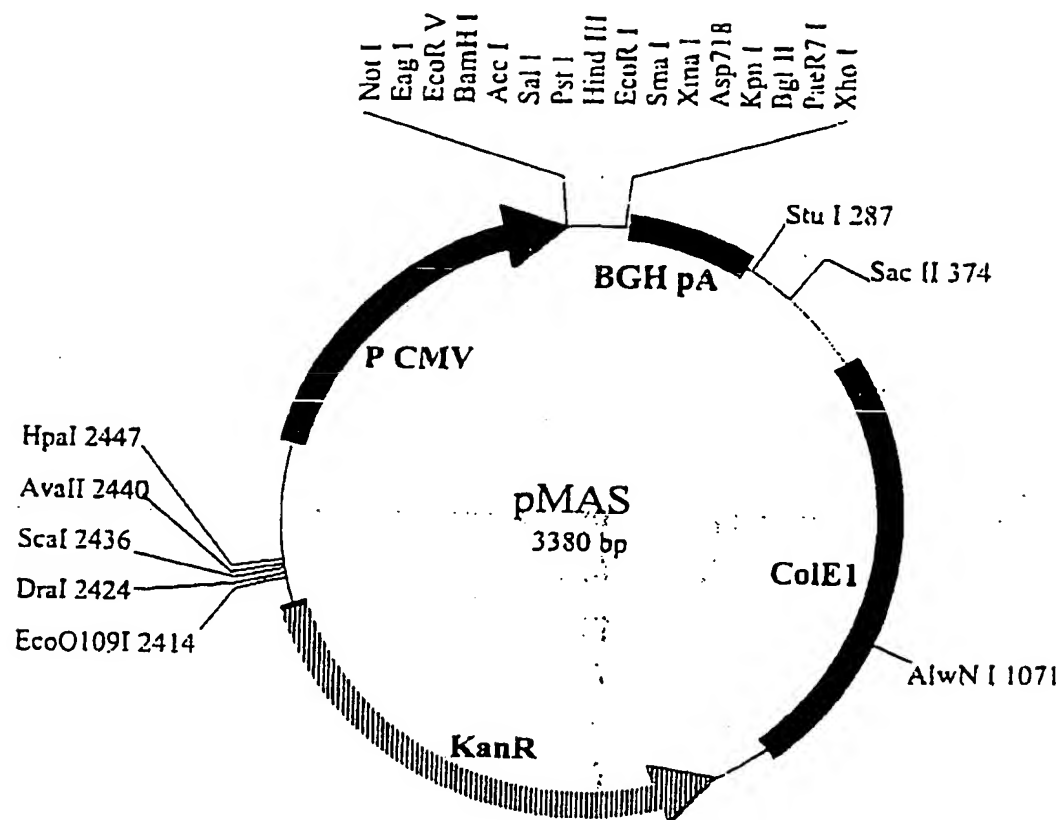 Not I
Eag I
EcoR V
BamH I
Acc I
Sal I
Pst I
Hind III
EcoR I
Sma I
Xma I
Asp718
Kpn I
Bgl II
PaeR7 I
Xho I
Stu I 287
BGH pA
Sac II 374
P CMV
HpaI 2447
AvaII 2440
ScaI 2436
DraI 2424
EcoO109I 2414
pMAS
3380 bp
ColE1
AlwN I 1071
KanR